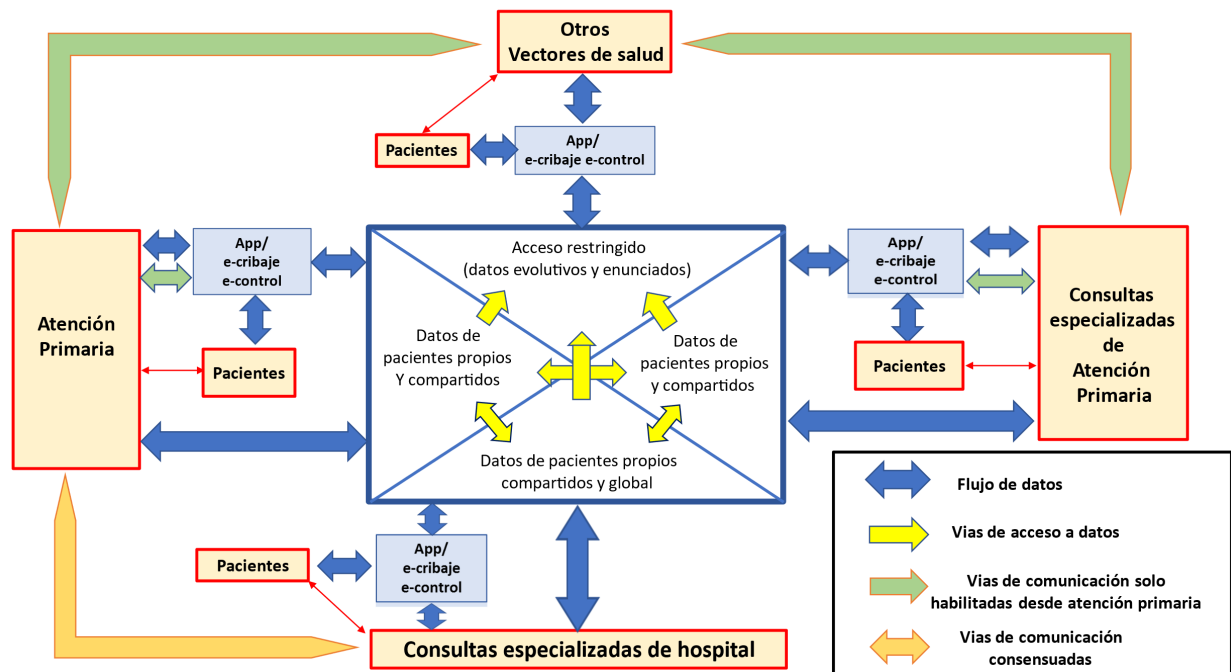 Otros
Vectores de salud
Pacientes
App/
e-cribaje e-control
Atención
Primaria
App/
e-cribaje
e-control
Pacientes
Acceso restringido
(datos evolutivos y enunciados)
Datos de
pacientes propios
Y compartidos
Datos de
pacientes propios
y compartidos
Datos de pacientes propios
compartidos y global
App/
e-cribaje
e-control
Pacientes
Consultas
especializadas
de
Atención
Primaria
Pacientes
App/
e-cribaje
e-control
Consultas especializadas de hospital
Flujo de datos
Vias de acceso a datos
Vias de comunicación solo
habilitadas desde atención primaria
Vias de comunicación
consensuadas